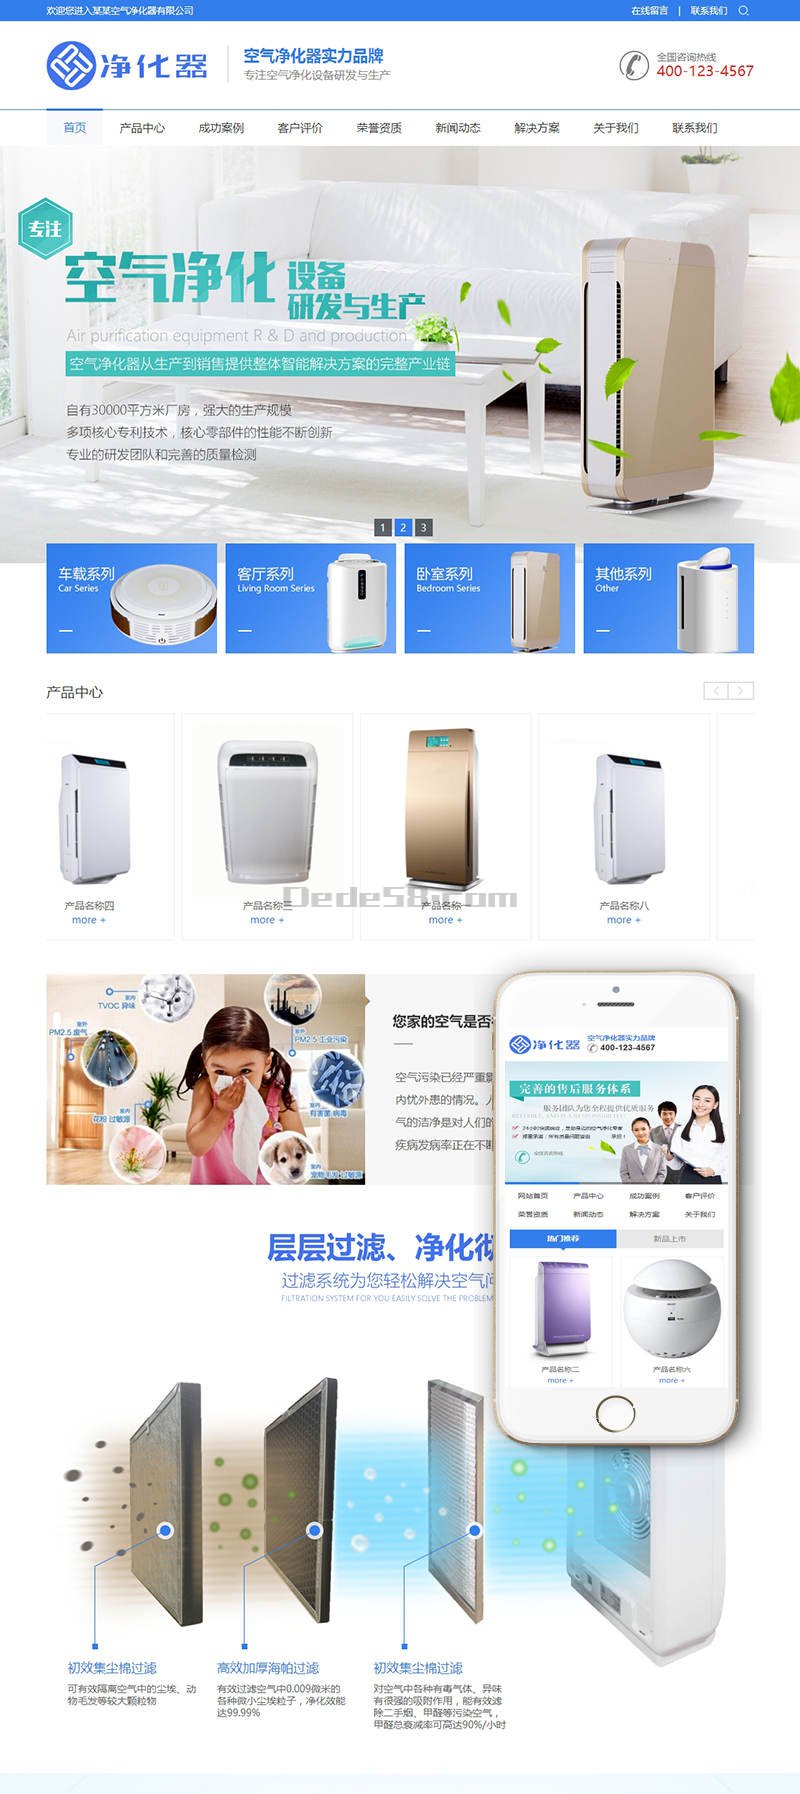 欢迎您进入某某空气净化器有限公司
在线留言 | 联系我们
净化器
空气净化器实力品牌
专注空气净化设备研发与生产
全国咨询热线
400-123-4567
首页 产品中心 成功案例 客户评价 荣誉资质 新闻动态 解决方案 关于我们 联系我们
专注
空气净化 设备
研发与生产
Air purification equipment R & D and production
空气净化器从生产到销售提供整体智能解决方案的完整产业链
自有30000平方米厂房，强大的生产规模
多项核心专利技术，核心零部件的性能不断创新
专业的研发团队和完善的质量检测
1 2 3
车载系列
Car Series
客厅系列
Living Room Series
卧室系列
Bedroom Series
其他系列
Other
产品中心
产品名称四
more +
产品名称三
more +
产品名称一
more +
产品名称八
more +
Dede58.com
室内
TVOC 异味
室外
PM2.5 废气
室内
花粉 过敏源
室外
PM2.5 工业污染
室内
有害菌 病毒
室内
宠物毛发 过敏源
您家的空气是否
空气污染已经严重影
内忧外患的情况。
气的洁净是对人们的
疾病发病率正在不断
净化器
空气净化器实力品牌
400-123-4567
完善的售后服务体系
服务团队为您全程提供优质服务
全国咨询热线
网站首页 产品中心 成功案例 客户评价
荣誉资质 新闻动态 解决方案 关于我们
热门推荐 新品上市
产品名称二
more +
产品名称六
more +
层层过滤、净化彻
过滤系统为您轻松解决空气问
FILTRATION SYSTEM FOR YOU EASILY SOLVE THE PROBLEM
初效集尘棉过滤
可有效隔离空气中的尘埃、动
物毛发等较大颗粒物
高效加厚海帕过滤
有效过滤空气中0.009微米的
各种微小尘埃粒子，净化效能
达99.99%
初效集尘棉过滤
对空气中各种有毒气体、异味
有很强的吸附作用，能有效滤
除二手烟、甲醛等污染空气，
甲醛总衰减率可高达90%/小时